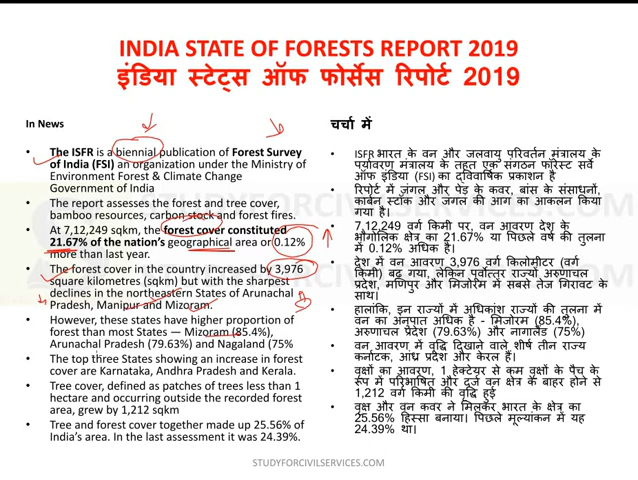 INDIA STATE OF FORESTS REPORT 2019
इंडिया स्टेट्स ऑफ फोर्सेस रिपोर्ट 2019
In News
• The ISFR is a biennial publication of Forest Survey
of India (FSI) an organization under the Ministry of
Environment Forest & Climate Change
Government of India
• The report assesses the forest and tree cover,
bamboo resources, carbon stock and forest fires.
• At 7,12,249 sqkm, the forest cover constituted
21.67% of the nation's geographical area or 0.12%
more than last year.
• The forest cover in the country increased by 3,976
square kilometres (sqkm) but with the sharpest
declines in the northeastern States of Arunachal
Pradesh, Manipur and Mizoram.
• However, these states have higher proportion of
forest than most States — Mizoram (85.4%),
Arunachal Pradesh (79.63%) and Nagaland (75%
• The top three States showing an increase in forest
cover are Karnataka, Andhra Pradesh and Kerala.
• Tree cover, defined as patches of trees less than 1
hectare and occurring outside the recorded forest
area, grew by 1,212 sqkm
• Tree and forest cover together made up 25.56% of
India's area. In the last assessment it was 24.39%.
चर्चा में
• ISFR भारत के वन और जलवायु परिवर्तन मंत्रालय के
पर्यावरण मंत्रालय के तहत एक संगठन फॉरेस्ट सर्वे
ऑफ इंडिया (FSI) का द्विवार्षिक प्रकाशन है
• रिपोर्ट में जंगल और पेड़ के कवर, बांस के संसाधनों,
कार्बन स्टॉक और जंगल की आग का आकलन किया
गया है।
• 7,12,249 वर्ग किमी पर, वन आवरण देश के
भौगोलिक क्षेत्र का 21.67% या पिछले वर्ष की तुलना
में 0.12% अधिक है।
• देश में वन आवरण 3,976 वर्ग किलोमीटर (वर्ग
किमी) बढ़ गया, लेकिन पूर्वोत्तर राज्यों अरुणाचल
प्रदेश, मणिपुर और मिजोरम में सबसे तेज गिरावट के
साथ।
• हालांकि, इन राज्यों में अधिकांश राज्यों की तुलना में
वन का अनुपात अधिक है - मिजोरम (85.4%),
अरुणाचल प्रदेश (79.63%) और नागालैंड (75%)
• वन आवरण में वृद्धि दिखाने वाले शीर्ष तीन राज्य
कर्नाटक, आंध्र प्रदेश और केरल हैं।
• वृक्षों का आवरण, 1 हेक्टेयर से कम वृक्षों के पैच के
रूप में परिभाषित और दर्ज वन क्षेत्र के बाहर होने से
1,212 वर्ग किमी की वृद्धि हुई
• वृक्ष और वन कवर ने मिलकर भारत के क्षेत्र का
25.56% हिस्सा बनाया। पिछले मूल्यांकन में यह
24.39% था।
STUDYFORCIVILSERVICES.COM